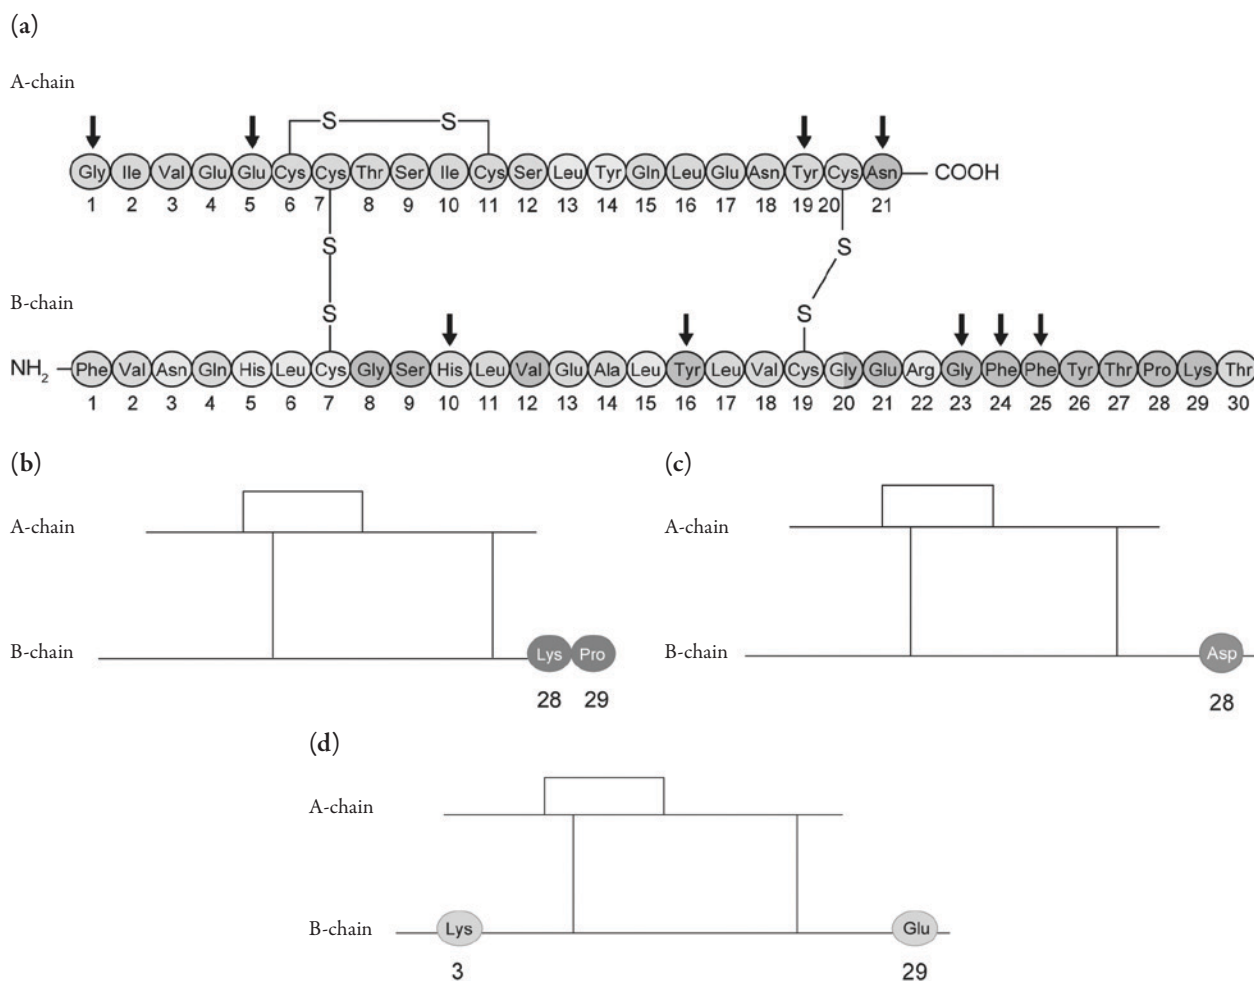 (a)
A-chain
S S
Gly Ile Val Glu Glu Cys Cys Thr Ser Ile Cys Ser Leu Tyr Gln Leu Glu Asn Tyr Cys Asn COOH
1 2 3 4 5 6 7 8 9 10 11 12 13 14 15 16 17 18 19 20 21
S S
B-chain
S S
NH2 Phe Val Asn Gln His Leu Cys Gly Ser His Leu Val Glu Ala Leu Tyr Leu Val Cys Gly Glu Arg Gly Phe Phe Tyr Thr Pro Lys Thr
1 2 3 4 5 6 7 8 9 10 11 12 13 14 15 16 17 18 19 20 21 22 23 24 25 26 27 28 29 30
(b)
A-chain
B-chain
Lys Pro
28 29
(c)
A-chain
B-chain
Asp
28
(d)
A-chain
B-chain
Lys Glu
3 29